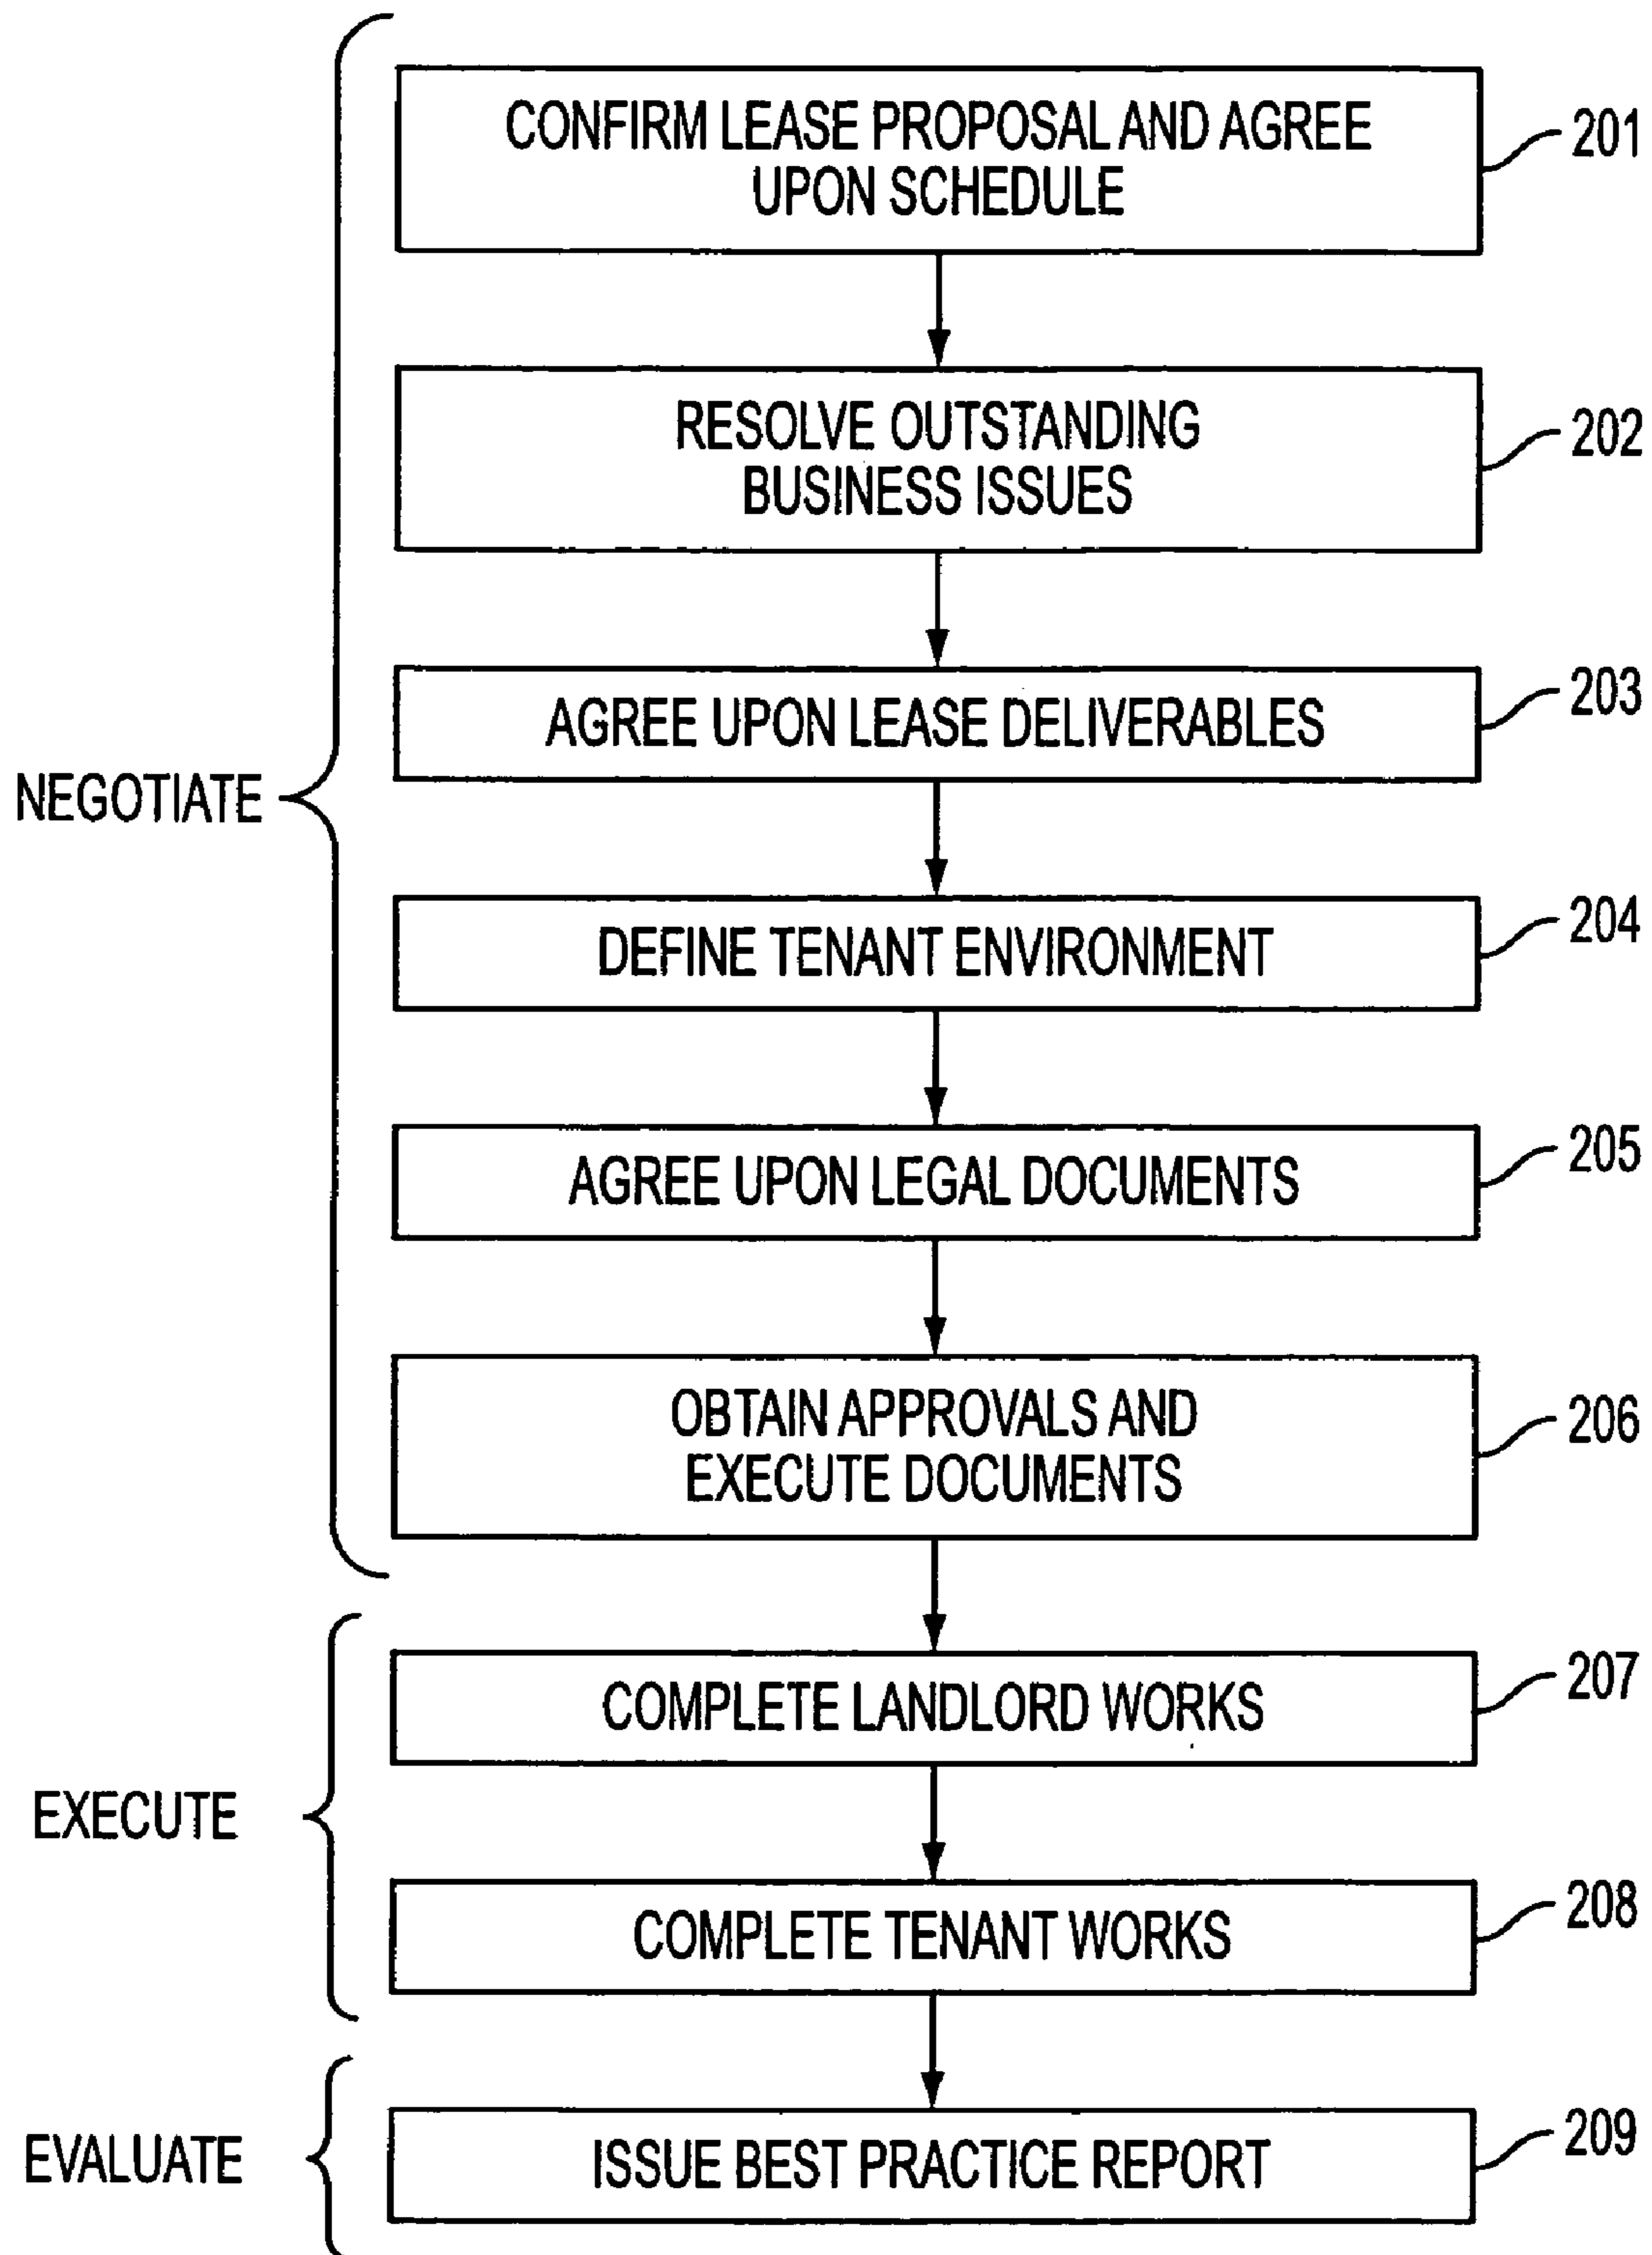 CONFIRM LEASE PROPOSAL AND AGREE
UPON SCHEDULE
201
RESOLVE OUTSTANDING
BUSINESS ISSUES
202
AGREE UPON LEASE DELIVERABLES
203
NEGOTIATE
DEFINE TENANT ENVIRONMENT
204
AGREE UPON LEGAL DOCUMENTS
205
OBTAIN APPROVALS AND
EXECUTE DOCUMENTS
206
COMPLETE LANDLORD WORKS
207
EXECUTE
COMPLETE TENANT WORKS
208
EVALUATE
ISSUE BEST PRACTICE REPORT
209